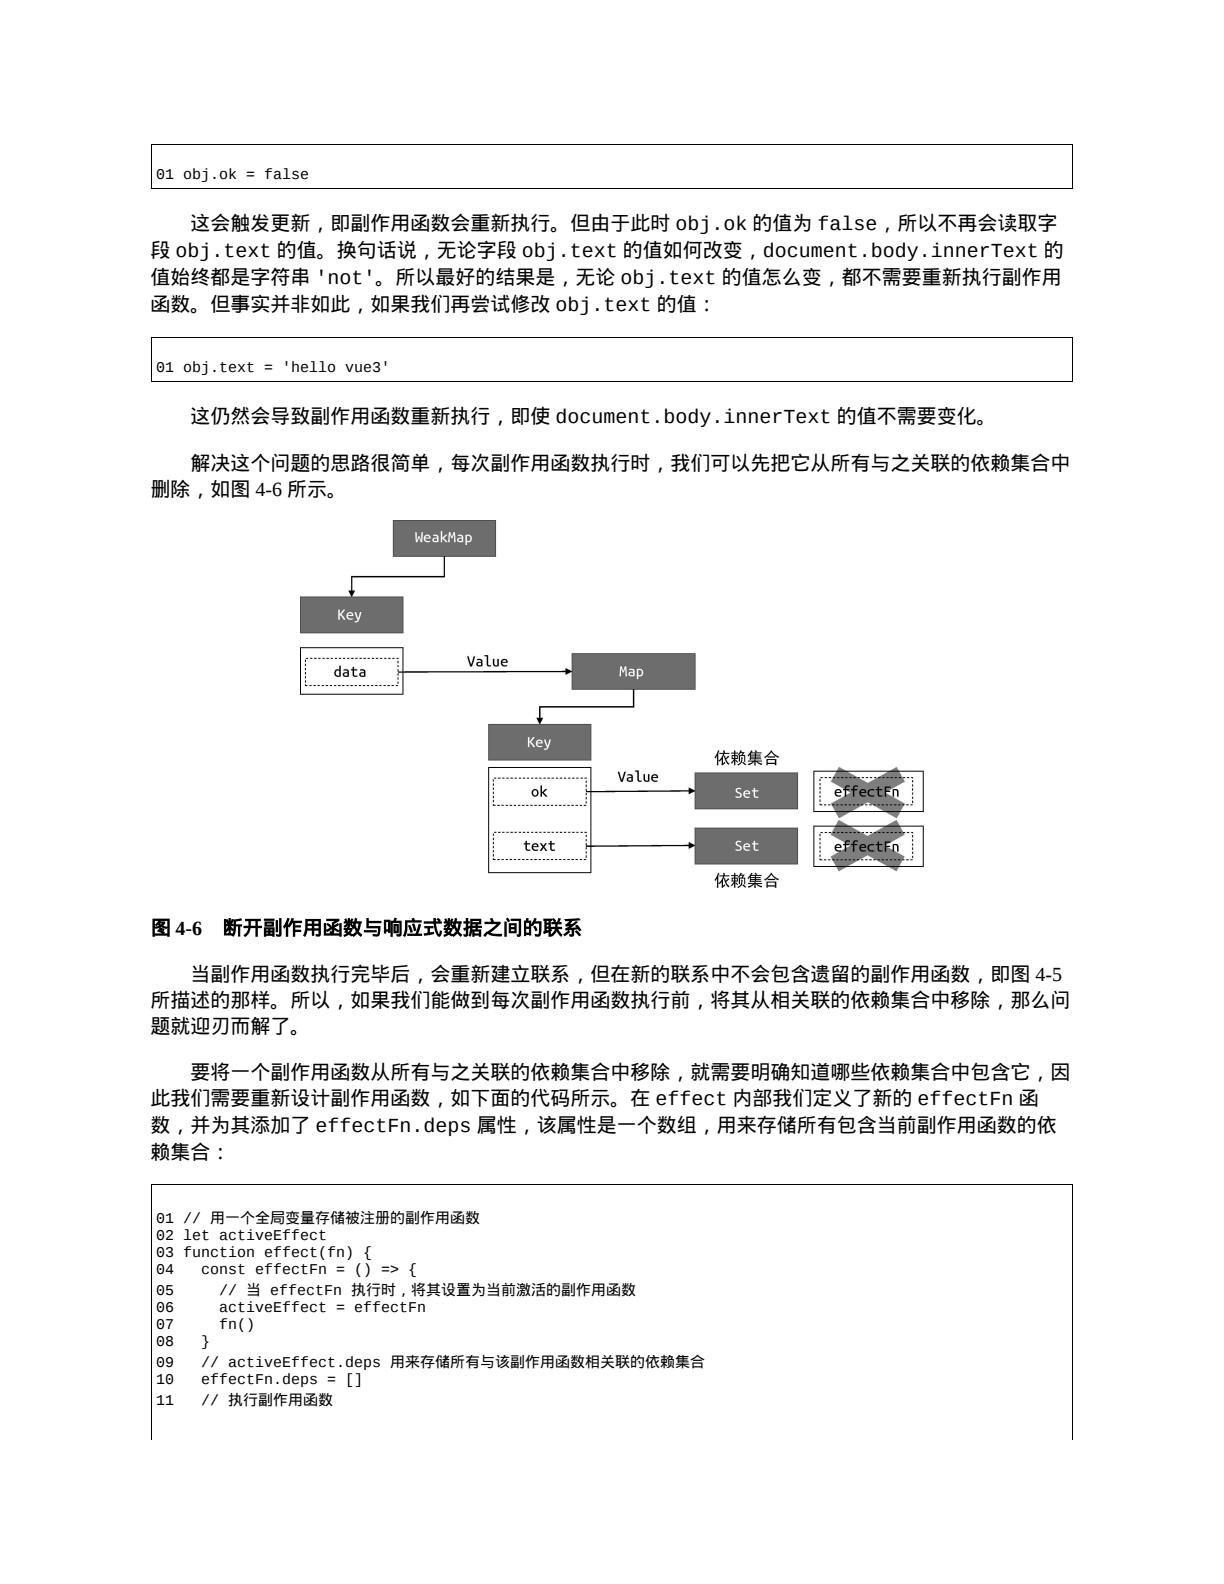 01 obj.ok = false
这会触发更新，即副作用函数会重新执行。但由于此时 obj.ok 的值为 false，所以不再会读取字
段 obj.text 的值。换句话说，无论字段 obj.text 的值如何改变，document.body.innerText 的
值始终都是字符串 'not'。所以最好的结果是，无论 obj.text 的值怎么变，都不需要重新执行副作用
函数。但事实并非如此，如果我们再尝试修改 obj.text 的值：
01 obj.text = 'hello vue3'
这仍然会导致副作用函数重新执行，即使 document.body.innerText 的值不需要变化。
解决这个问题的思路很简单，每次副作用函数执行时，我们可以先把它从所有与之关联的依赖集合中
删除，如图 4-6 所示。
WeakMap
Key
data
Value
Map
Key
依赖集合
ok
Value
Set
effectFn
text
Set
effectFn
依赖集合
图 4-6 断开副作用函数与响应式数据之间的联系
当副作用函数执行完毕后，会重新建立联系，但在新的联系中不会包含遗留的副作用函数，即图 4-5
所描述的那样。所以，如果我们能做到每次副作用函数执行前，将其从相关联的依赖集合中移除，那么问
题就迎刃而解了。
要将一个副作用函数从所有与之关联的依赖集合中移除，就需要明确知道哪些依赖集合中包含它，因
此我们需要重新设计副作用函数，如下面的代码所示。在 effect 内部我们定义了新的 effectFn 函
数，并为其添加了 effectFn.deps 属性，该属性是一个数组，用来存储所有包含当前副作用函数的依
赖集合：
01 // 用一个全局变量存储被注册的副作用函数
02 let activeEffect
03 function effect(fn) {
04   const effectFn = () => {
05     // 当 effectFn 执行时，将其设置为当前激活的副作用函数
06     activeEffect = effectFn
07     fn()
08   }
09   // activeEffect.deps 用来存储所有与该副作用函数相关联的依赖集合
10   effectFn.deps = []
11   // 执行副作用函数